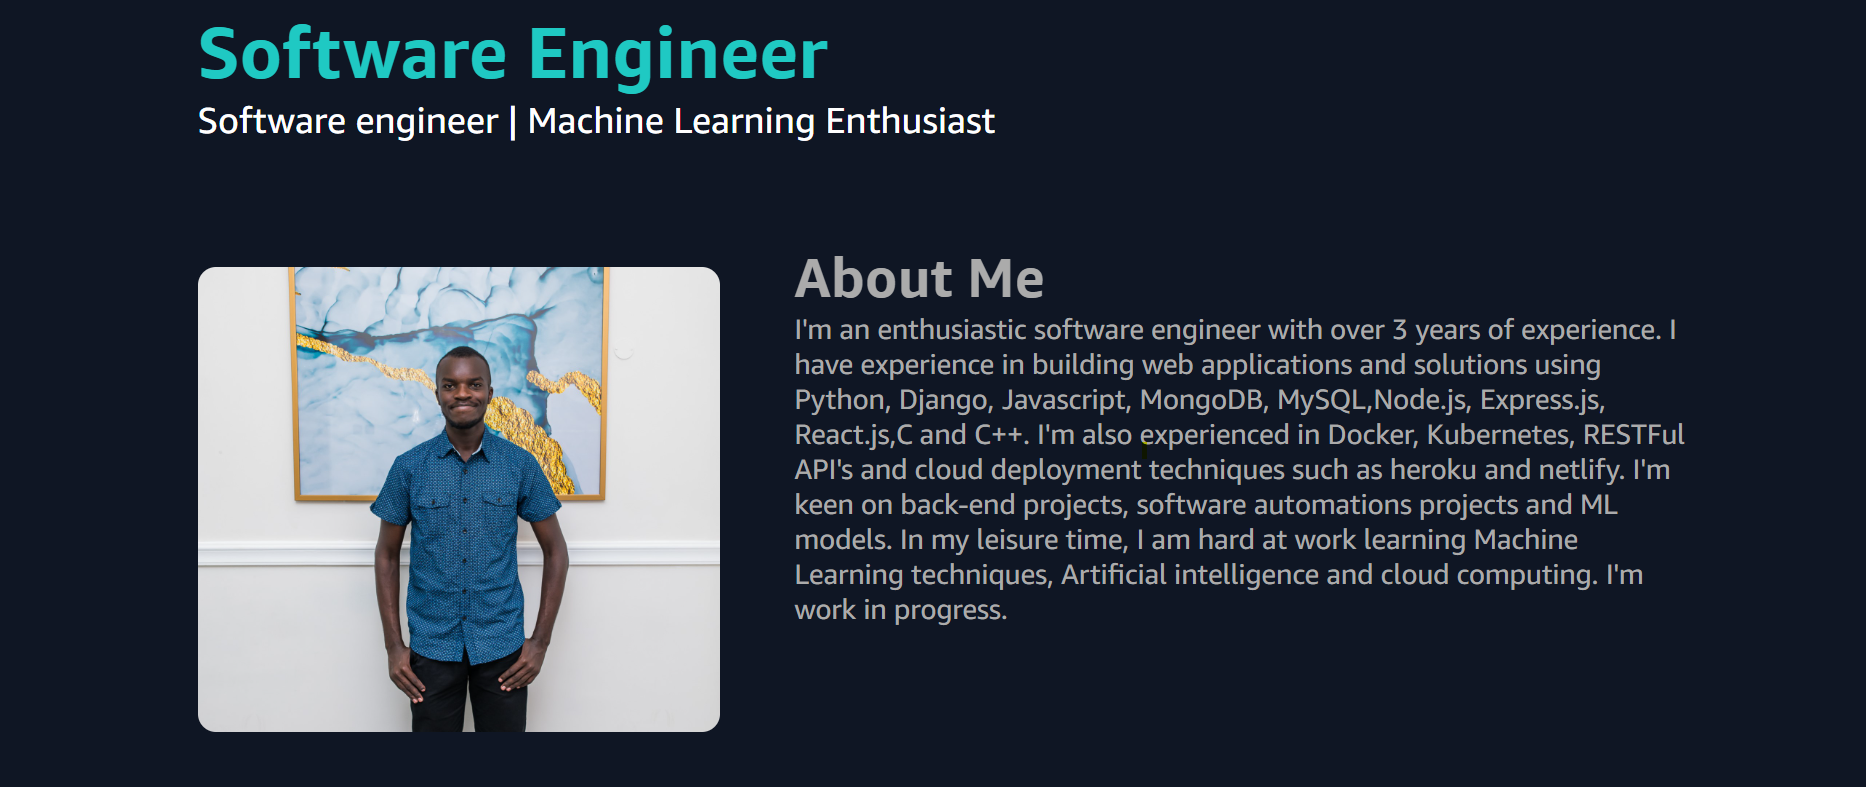 Software Engineer
Software engineer | Machine Learning Enthusiast
About Me
I'm an enthusiastic software engineer with over 3 years of experience. I
have experience in building web applications and solutions using
Python, Django, Javascript, MongoDB, MySQL,Node.js, Express.js,
React.js,C and C++. I'm also experienced in Docker, Kubernetes, RESTFul
API's and cloud deployment techniques such as heroku and netlify. I'm
keen on back-end projects, software automations projects and ML
models. In my leisure time, I am hard at work learning Machine
Learning techniques, Artificial intelligence and cloud computing. I'm
work in progress.